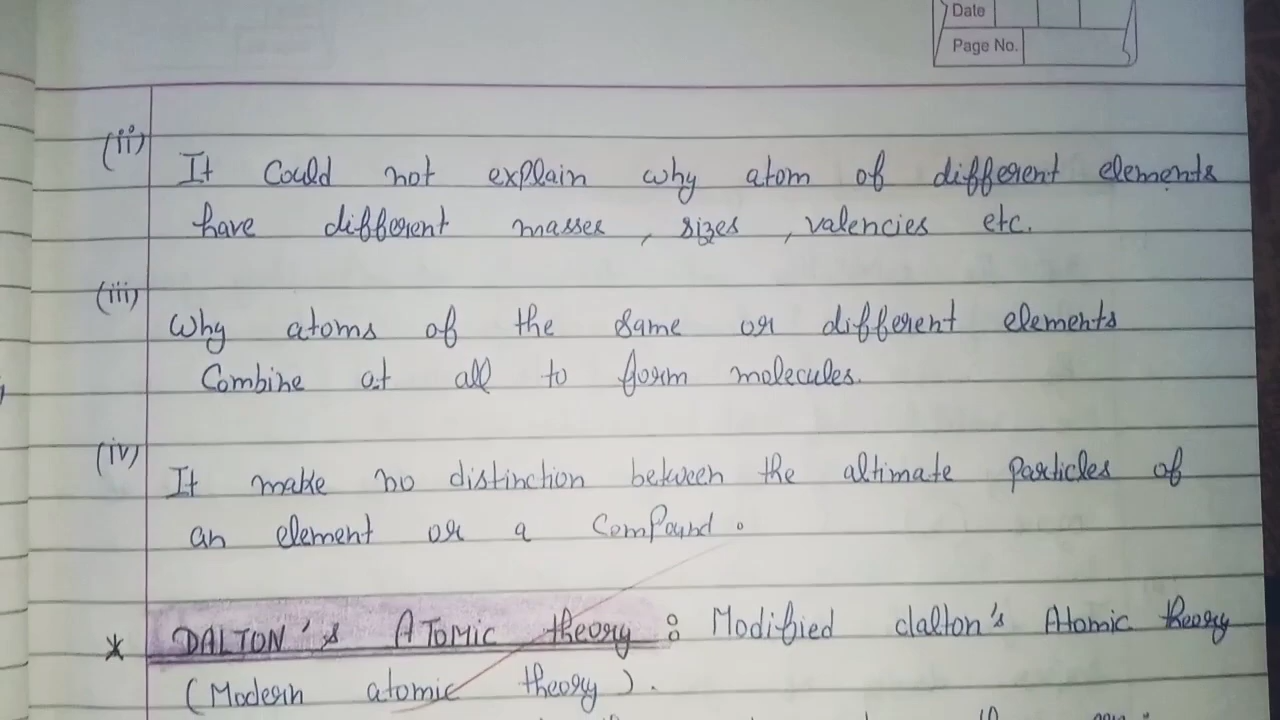 Date
Page No.
(ii) It Could not explain why atom of different elements
have different masses, sizes, valencies etc.
(iii) Why atoms of the same or different elements
Combine at all to form molecules.
(iv) It make no distinction between the altimate particles of
an element or a Compound.
* DALTON's ATOMIC theory : Modified dalton's Atomic theory
(Modern atomic theory).